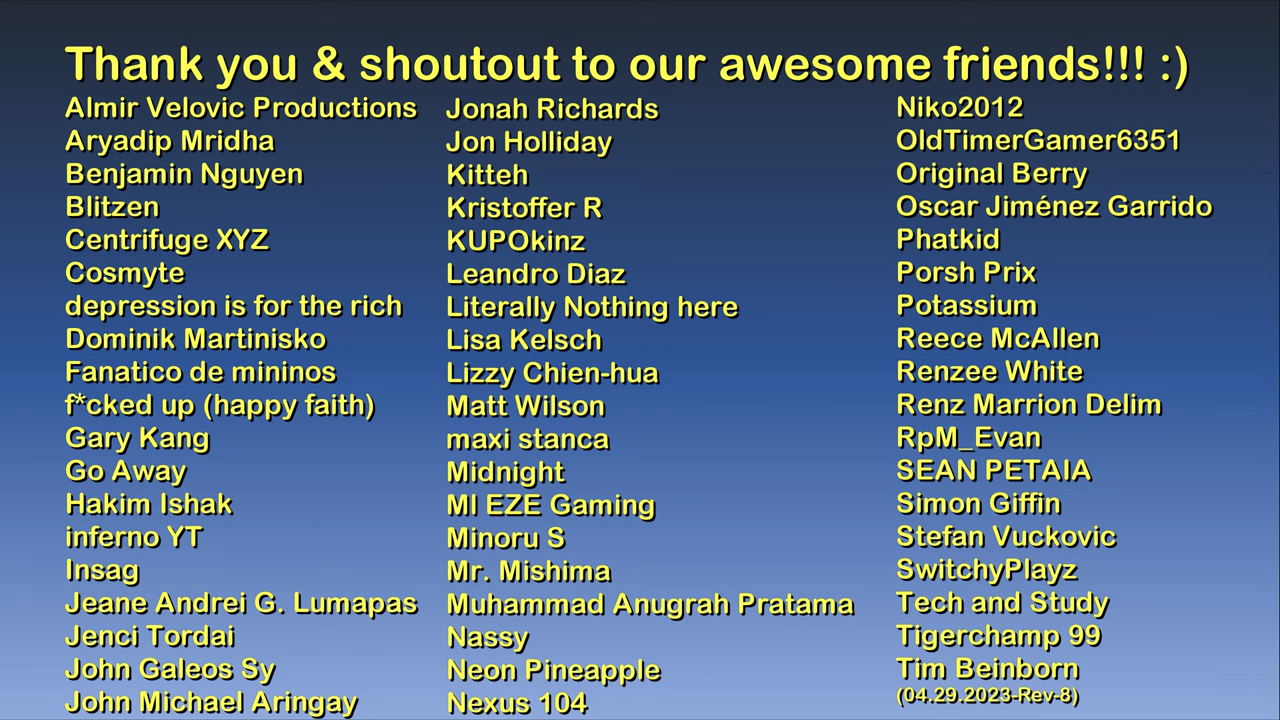 Thank you & shoutout to our awesome friends!!! :)
Almir Velovic Productions
Aryadip Mridha
Benjamin Nguyen
Blitzen
Centrifuge XYZ
Cosmyte
depression is for the rich
Dominik Martinisko
Fanatico de mininos
f*cked up (happy faith)
Gary Kang
Go Away
Hakim Ishak
inferno YT
Insag
Jeane Andrei G. Lumapas
Jenci Tordai
John Galeos Sy
John Michael Aringay
Jonah Richards
Jon Holliday
Kitteh
Kristoffer R
KUPOkinz
Leandro Diaz
Literally Nothing here
Lisa Kelsch
Lizzy Chien-hua
Matt Wilson
maxi stanca
Midnight
MI EZE Gaming
Minoru S
Mr. Mishima
Muhammad Anugrah Pratama
Nassy
Neon Pineapple
Nexus 104
Niko2012
OldTimerGamer6351
Original Berry
Oscar Jiménez Garrido
Phatkid
Porsh Prix
Potassium
Reece McAllen
Renzee White
Renz Marrion Delim
RpM_Evan
SEAN PETAIA
Simon Giffin
Stefan Vuckovic
SwitchyPlayz
Tech and Study
Tigerchamp 99
Tim Beinborn
(04.29.2023-Rev-8)